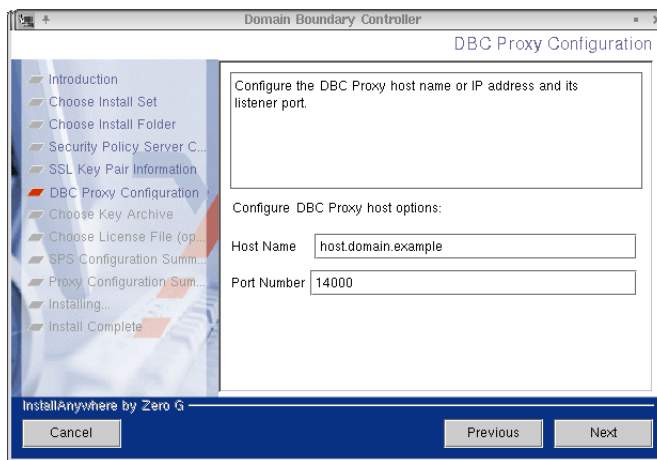 Domain Boundary Controller
DBC Proxy Configuration
Introduction
Choose Install Set
Choose Install Folder
Security Policy Server C...
SSL Key Pair Information
DBC Proxy Configuration
Choose Key Archive
Choose License File (op...
SPS Configuration Summ...
Proxy Configuration Sum...
Installing...
Install Complete
Configure the DBC Proxy host name or IP address and its
listener port.
Configure DBC Proxy host options:
Host Name host.domain.example
Port Number 14000
InstallAnywhere by Zero G
Cancel Previous Next